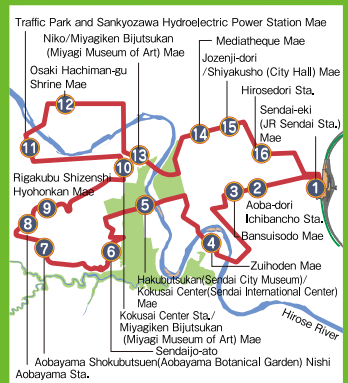 Traffic Park and Sankyozawa Hydroelectric Power Station Mae
Niko/Miyagiken Bijutsukan
(Miyagi Museum of Art) Mae
Mediatheque Mae
Jozenji-dori
/Shiyakusho (City Hall) Mae
Osaki Hachiman-gu
Shrine Mae
Hirosedori Sta.
Sendai-eki
(JR Sendai Sta.)
Mae
12
15
14
11
13
16
10
Rigakubu Shizenshi
Hyohonkan Mae
1
2
3
9
5
8
Aoba-dori
Ichibancho Sta.
7
6
4
Bansuisodo Mae
Zuihoden Mae
Hakubutsukan(Sendai City Museum)/
Kokusai Center(Sendai International Center)
Mae
Kokusai Center Sta./
Miyagiken Bijutsukan
(Miyagi Museum of Art) Mae
Hirose River
Sendaijo-ato
Aobayama Shokubutsuen(Aobayama Botanical Garden) Nishi
Aobayama Sta.